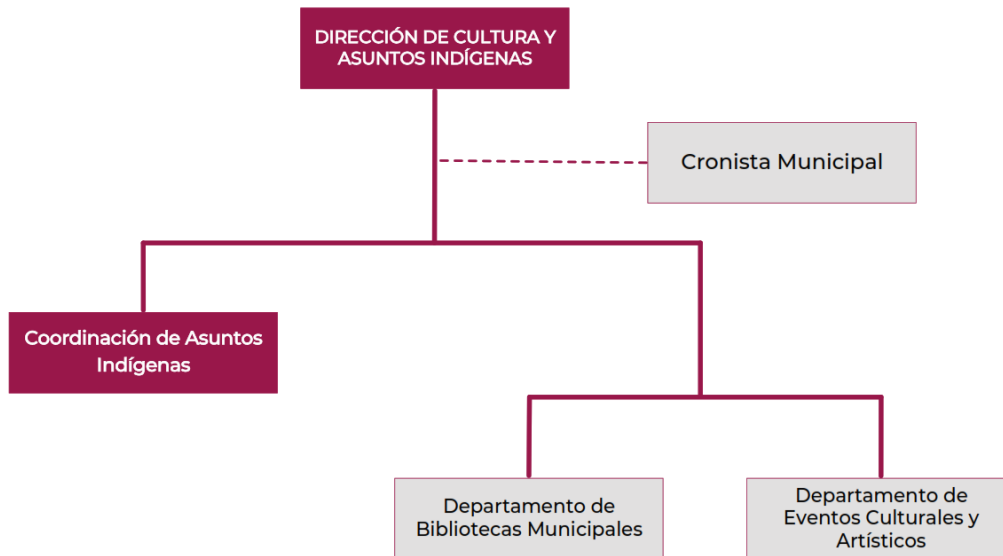 DIRECCIÓN DE CULTURA Y
ASUNTOS INDÍGENAS
Cronista Municipal
Coordinación de Asuntos
Indígenas
Departamento de
Bibliotecas Municipales
Departamento de
Eventos Culturales y
Artísticos